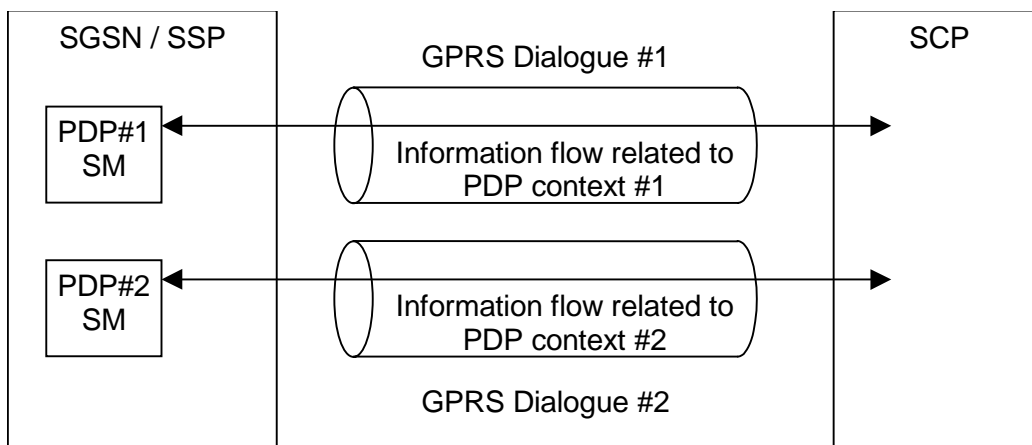 SGSN / SSP
SCP
GPRS Dialogue #1
PDP#1
SM
Information flow related to
PDP context #1
PDP#2
SM
Information flow related to
PDP context #2
GPRS Dialogue #2